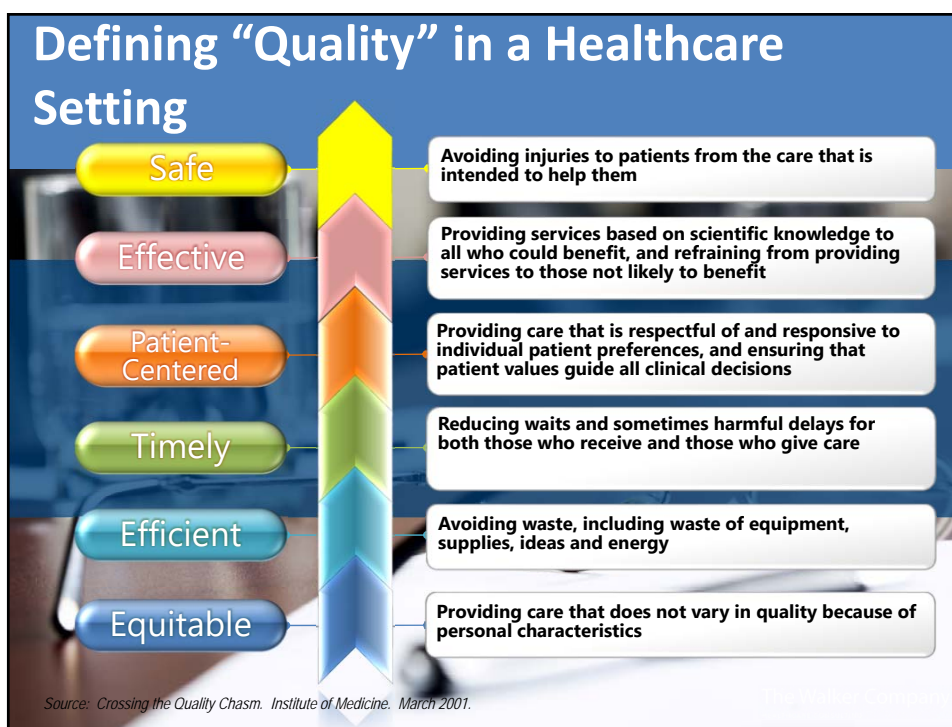 Defining “Quality” in a Healthcare
Setting
Safe
Avoiding injuries to patients from the care that is
intended to help them
Effective
Providing services based on scientific knowledge to
all who could benefit, and refraining from providing
services to those not likely to benefit
Patient-
Centered
Providing care that is respectful of and responsive to
individual patient preferences, and ensuring that
patient values guide all clinical decisions
Timely
Reducing waits and sometimes harmful delays for
both those who receive and those who give care
Efficient
Avoiding waste, including waste of equipment,
supplies, ideas and energy
Equitable
Providing care that does not vary in quality because of
personal characteristics
Source: Crossing the Quality Chasm. Institute of Medicine. March 2001.
The Walker Company